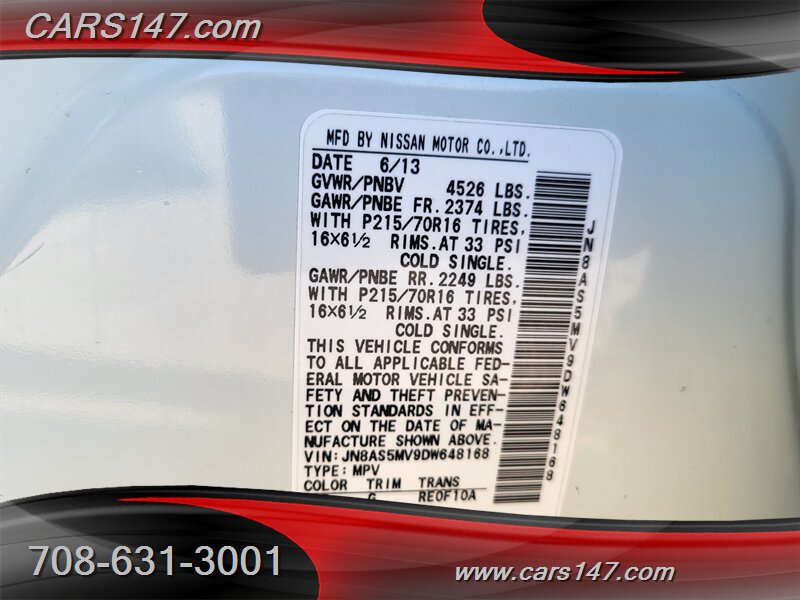 CARS147.com
MFD BY NISSAN MOTOR CO.,LTD.
DATE 6/13
GVWR/PNBV 4526 LBS.
GAWR/PNBE FR. 2374 LBS.
WITH P215/70R16 TIRES,
16×6½ RIMS. AT 33 PSI
COLD SINGLE.
GAWR/PNBE RR. 2249 LBS.
WITH P215/70R16 TIRES,
16×6½ RIMS. AT 33 PSI
COLD SINGLE.
THIS VEHICLE CONFORMS
TO ALL APPLICABLE FED-
ERAL MOTOR VEHICLE SA-
FETY AND THEFT PREVEN-
TION STANDARDS IN EFF-
ECT ON THE DATE OF MA-
NUFACTURE SHOWN ABOVE.
VIN: JN8AS5MV9DW648168
TYPE: MPV
COLOR TRIM TRANS
G RE0F10A
JN8AS5MV9DW648168
708-631-3001
www.cars147.com